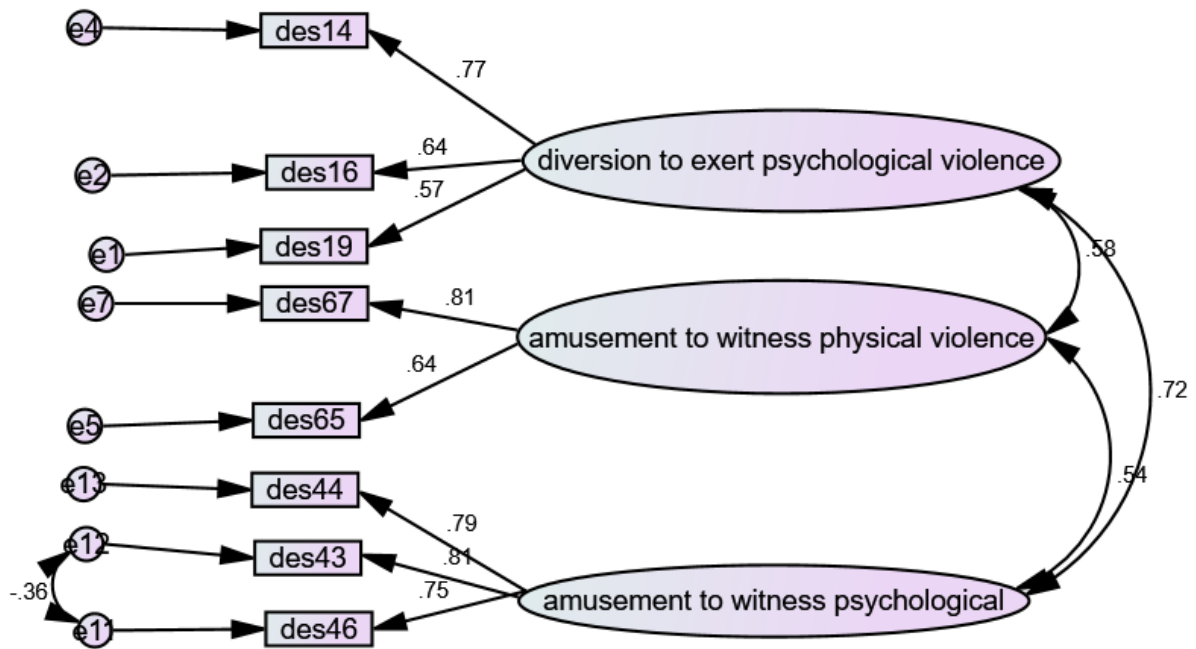 e4
des14
.77
diversion to exert psychological violence
.64
e2
des16
.57
e1
des19
.58
e7
des67
.81
amusement to witness physical violence
.64
.72
e5
des65
.54
e13
des44
.79
e12
des43
.81
-.36
.75
amusement to witness psychological
e11
des46